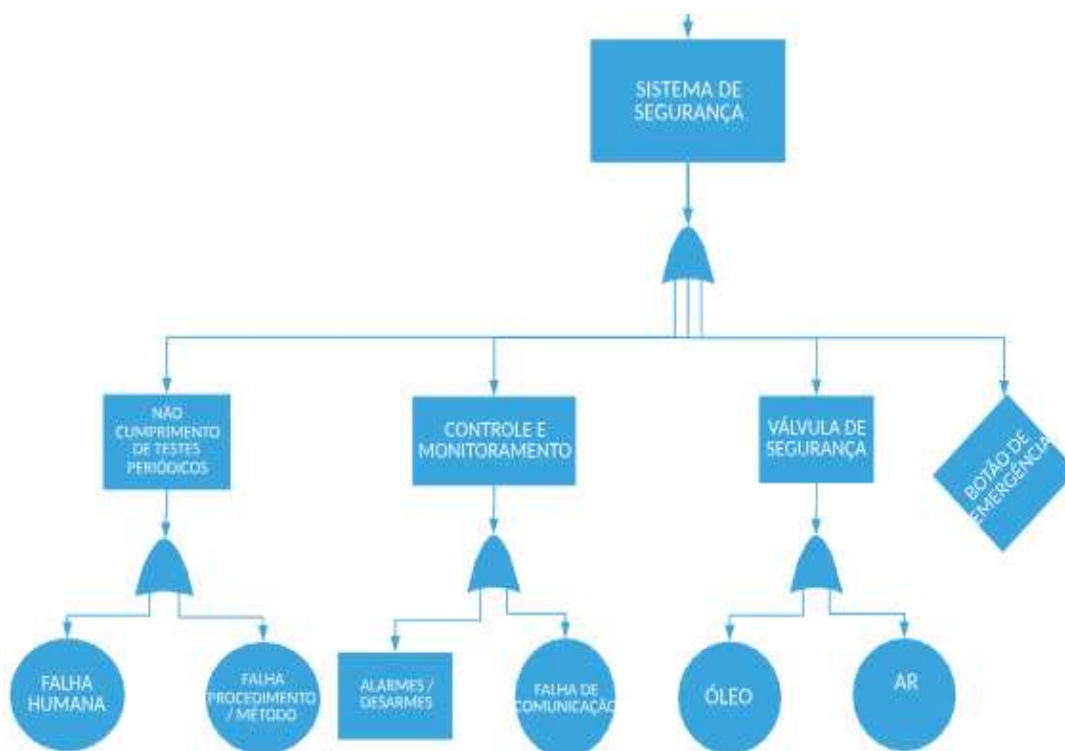 SISTEMA DE
SEGURANÇA
NÃO
CUMPRIMENTO
DE TESTES
PERIÓDICOS
CONTROLE E
MONITORAMENTO
VÁLVULA DE
SEGURANÇA
BOTÃO DE
EMERGÊNCIA
FALHA
HUMANA
FALHA
PROCEDIMENTO
/ MÉTODO
ALARMES /
DESARMES
FALHA DE
COMUNICAÇÃO
ÓLEO
AR